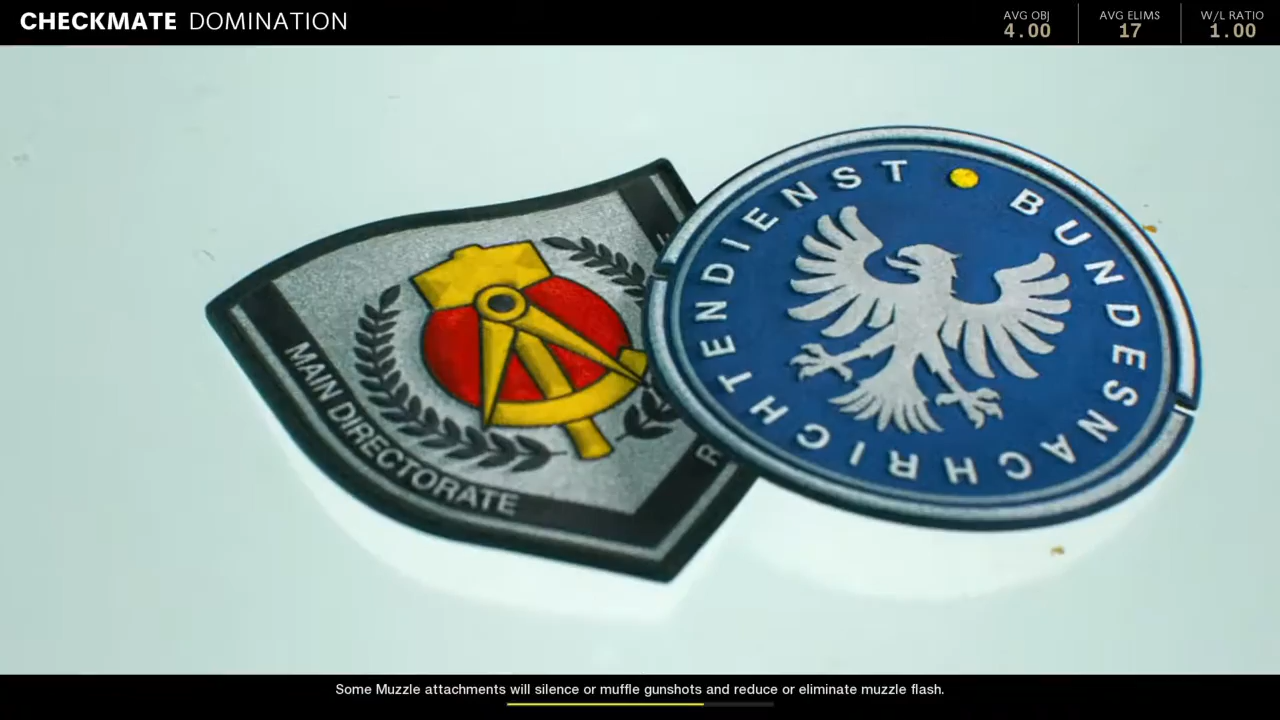 CHECKMATE DOMINATION
AVG OBJ
4.00
AVG ELIMS
17
W/L RATIO
1.00
BUNDESNACHRICHTENDIENST
MAIN DIRECTORATE
R
Some Muzzle attachments will silence or muffle gunshots and reduce or eliminate muzzle flash.